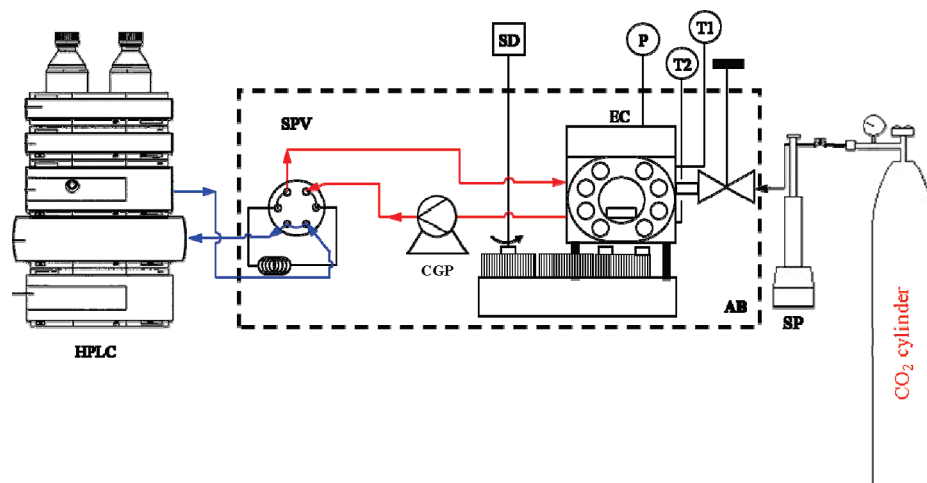 SD
P
T1
T2
SPV
EC
CGP
AB
HPLC
SP
CO₂ cylinder